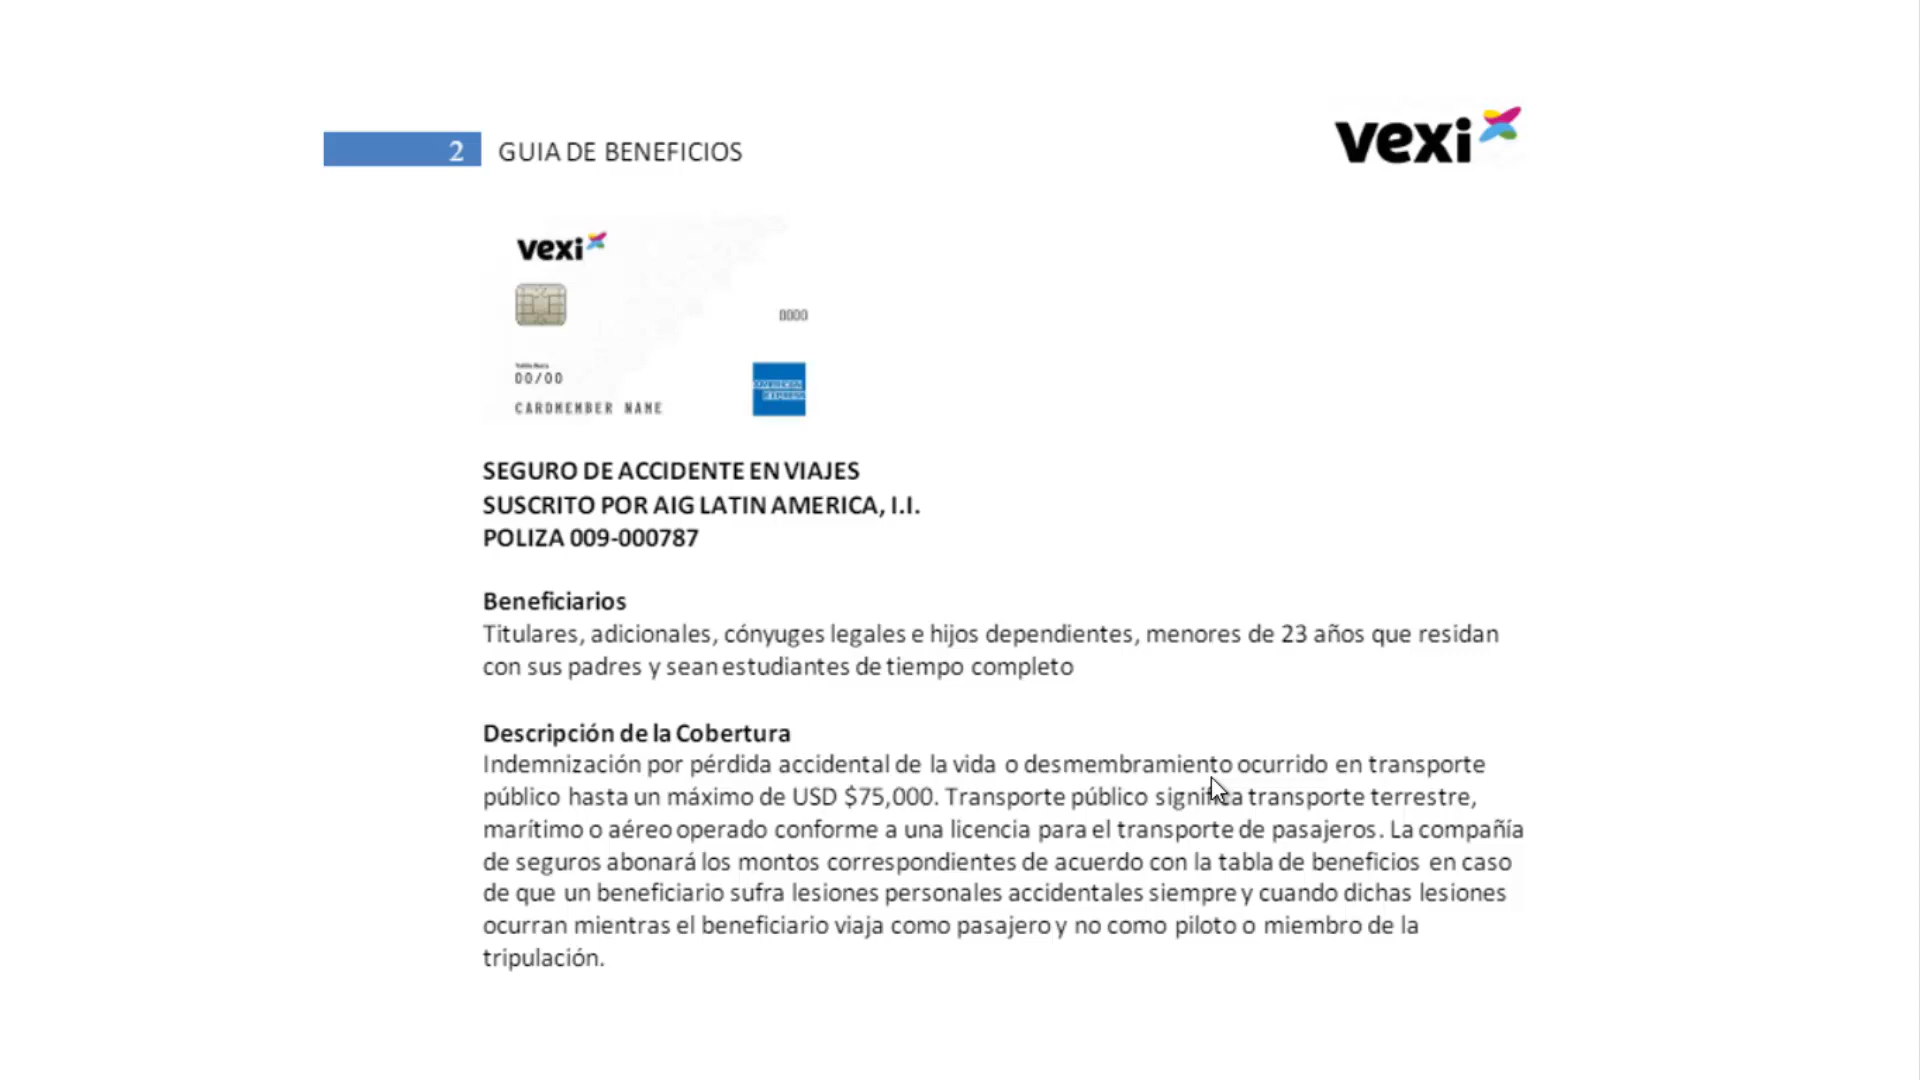 2 GUIA DE BENEFICIOS
vexi
vexi
0000
00/00
CARDMEMBER NAME
AMERICAN
EXPRESS
SEGURO DE ACCIDENTE EN VIAJES
SUSCRITO POR AIG LATIN AMERICA, I.I.
POLIZA 009-000787
Beneficiarios
Titulares, adicionales, cónyuges legales e hijos dependientes, menores de 23 años que residan
con sus padres y sean estudiantes de tiempo completo
Descripción de la Cobertura
Indemnización por pérdida accidental de la vida o desmembramiento ocurrido en transporte
público hasta un máximo de USD $75,000. Transporte público significa transporte terrestre,
marítimo o aéreo operado conforme a una licencia para el transporte de pasajeros. La compañía
de seguros abonará los montos correspondientes de acuerdo con la tabla de beneficios en caso
de que un beneficiario sufra lesiones personales accidentales siempre y cuando dichas lesiones
ocurran mientras el beneficiario viaja como pasajero y no como piloto o miembro de la
tripulación.